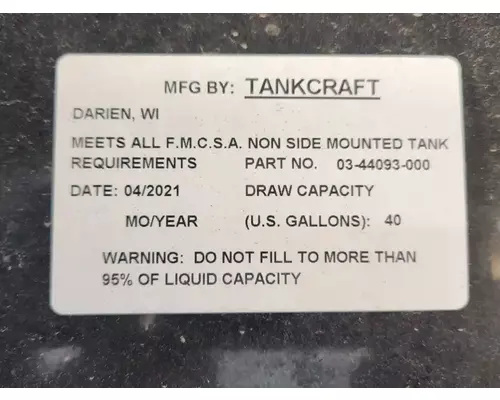 MFG BY: TANKCRAFT
DARIEN, WI
MEETS ALL F.M.C.S.A. NON SIDE MOUNTED TANK
REQUIREMENTS PART NO. 03-44093-000
DATE: 04/2021 DRAW CAPACITY
MO/YEAR (U.S. GALLONS): 40
WARNING: DO NOT FILL TO MORE THAN
95% OF LIQUID CAPACITY